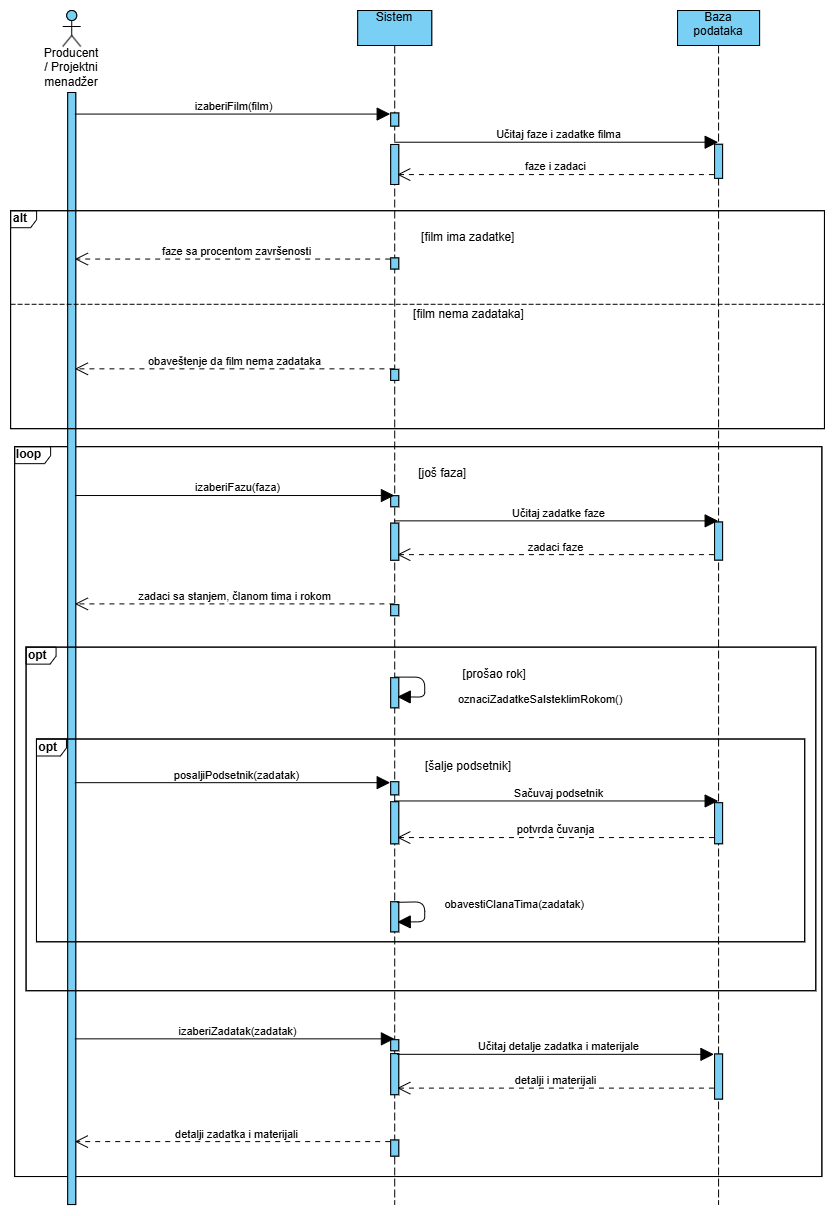 Sistem
Baza
podataka
Producent
/ Projektni
menadžer
izaberiFilm(film)
Učitaj faze i zadatke filma
faze i zadaci
alt
[film ima zadatke]
faze sa procentom završenosti
[film nema zadataka]
obaveštenje da film nema zadataka
loop
[još faza]
izaberiFazu(faza)
Učitaj zadatke faze
zadaci faze
zadaci sa stanjem, članom tima i rokom
opt
[prošao rok]
oznaciZadatkeSaIsteklimRokom()
opt
[šalje podsetnik]
posaljiPodsetnik(zadatak)
Sačuvaj podsetnik
potvrda čuvanja
obavestiClanaTima(zadatak)
izaberiZadatak(zadatak)
Učitaj detalje zadatka i materijale
detalji i materijali
detalji zadatka i materijali